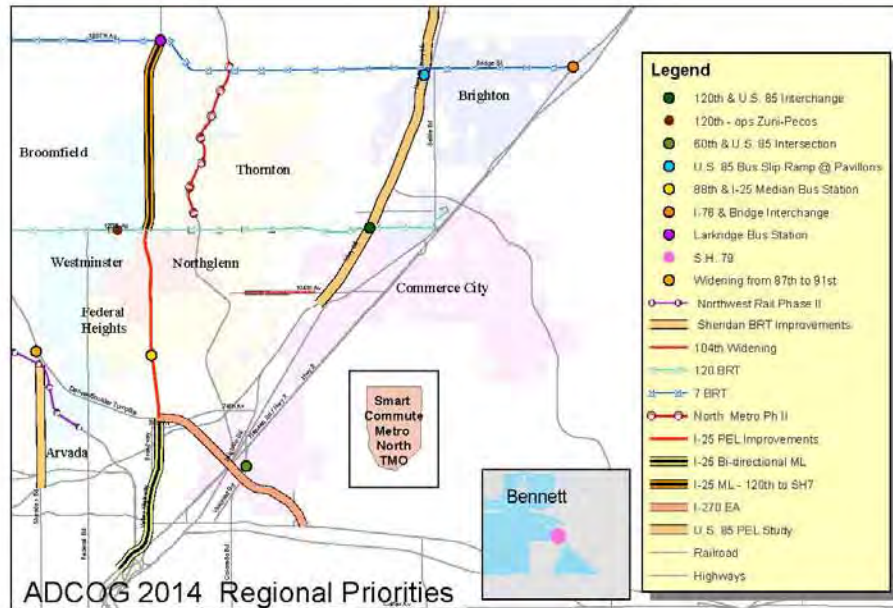 Bridge St
Brighton
Broomfield
Thornton
Westminster
Northglenn
Federal
Heights
Commerce City
Arvada
Smart
Commute
Metro
North
TMO
Bennett
ADCOG 2014 Regional Priorities
Legend
120th & U.S. 85 Interchange
120th - ops Zuni-Pecos
60th & U.S. 85 Intersection
U.S. 85 Bus Slip Ramp @ Pavillons
88th & I-25 Median Bus Station
I-76 & Bridge Interchange
Larkridge Bus Station
S.H. 79
Widening from 87th to 91st
Northwest Rail Phase II
Sheridan BRT Improvements
104th Widening
120 BRT
7 BRT
North Metro Ph II
I-25 PEL Improvements
I-25 Bi-directional ML
I-25 ML - 120th to SH7
I-270 EA
U.S. 85 PEL Study
Railroad
Highways